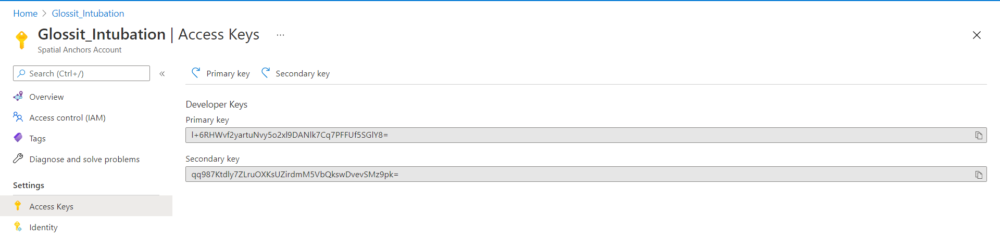 Home > Glossit_Intubation
Glossit_Intubation | Access Keys ...
Spatial Anchors Account
Search (Ctrl+/)
«
Primary key
Secondary key
Overview
Access control (IAM)
Tags
Diagnose and solve problems
Settings
Access Keys
Identity
Developer Keys
Primary key
l+6RHWvf2yartuNvy5o2xl9DANlk7Cq7PFFUf5SGlY8=
Secondary key
qq987Ktdly7ZLruOXKsUZirdmM5VbQkswDvevSMz9pk=